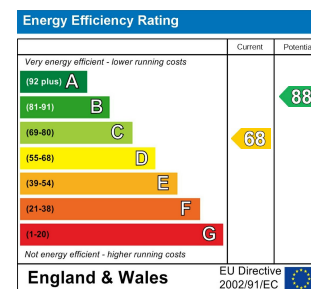 Energy Efficiency Rating
Current Potentia
Very energy efficient - lower running costs
(92 plus) A
(81-91) B
88
(69-80) C
68
(55-68) D
(39-54) E
(21-38) F
(1-20) G
Not energy efficient - higher running costs
England & Wales
EU Directive
2002/91/EC